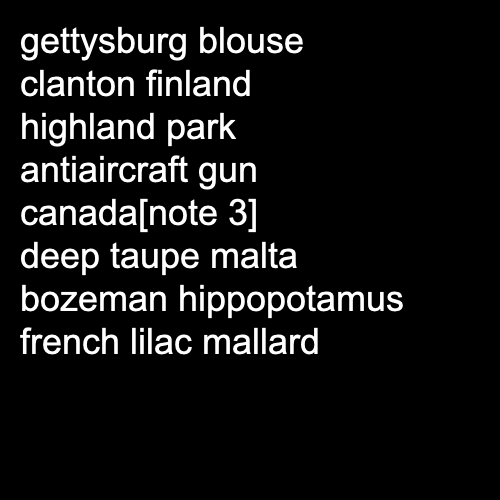 gettysburg blouse
clanton finland
highland park
antiaircraft gun
canada[note 3]
deep taupe malta
bozeman hippopotamus
french lilac mallard